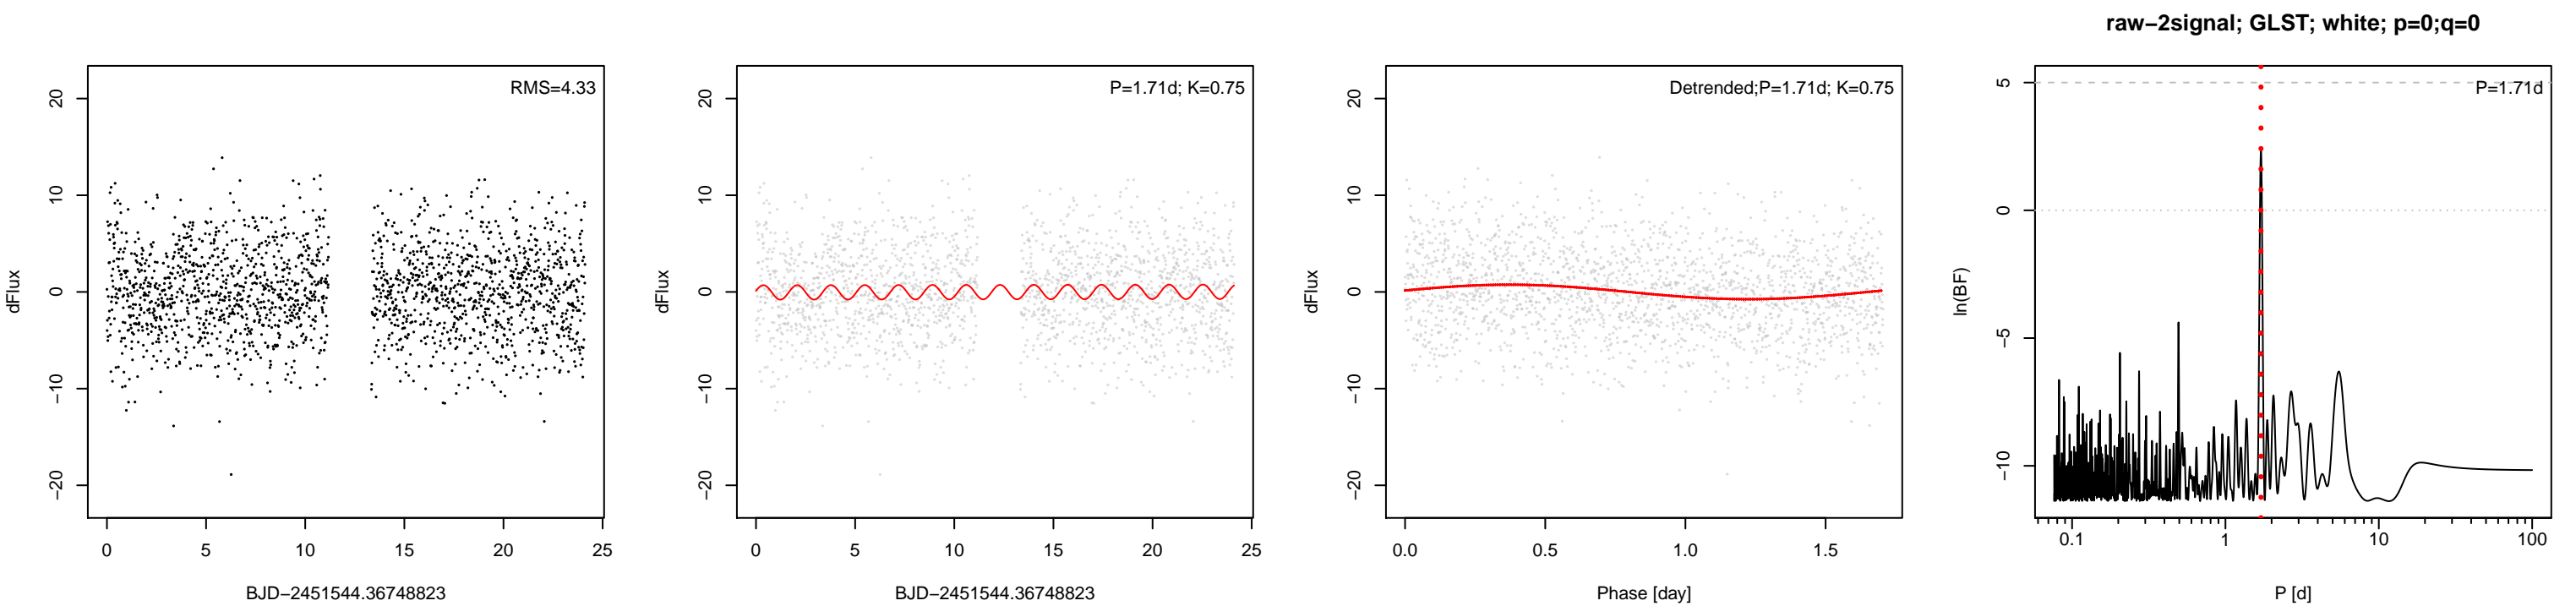 raw−2signal; GLST; white; p=0;q=0
RMS=4.33
dFlux
20
10
0
−10
−20
0 5 10 15 20 25
BJD−2451544.36748823
P=1.71d; K=0.75
dFlux
20
10
0
−10
−20
0 5 10 15 20 25
BJD−2451544.36748823
Detrended;P=1.71d; K=0.75
dFlux
20
10
0
−10
−20
0.0 0.5 1.0 1.5
Phase [day]
P=1.71d
ln(BF)
5
0
−5
−10
0.1 1 10 100
P [d]